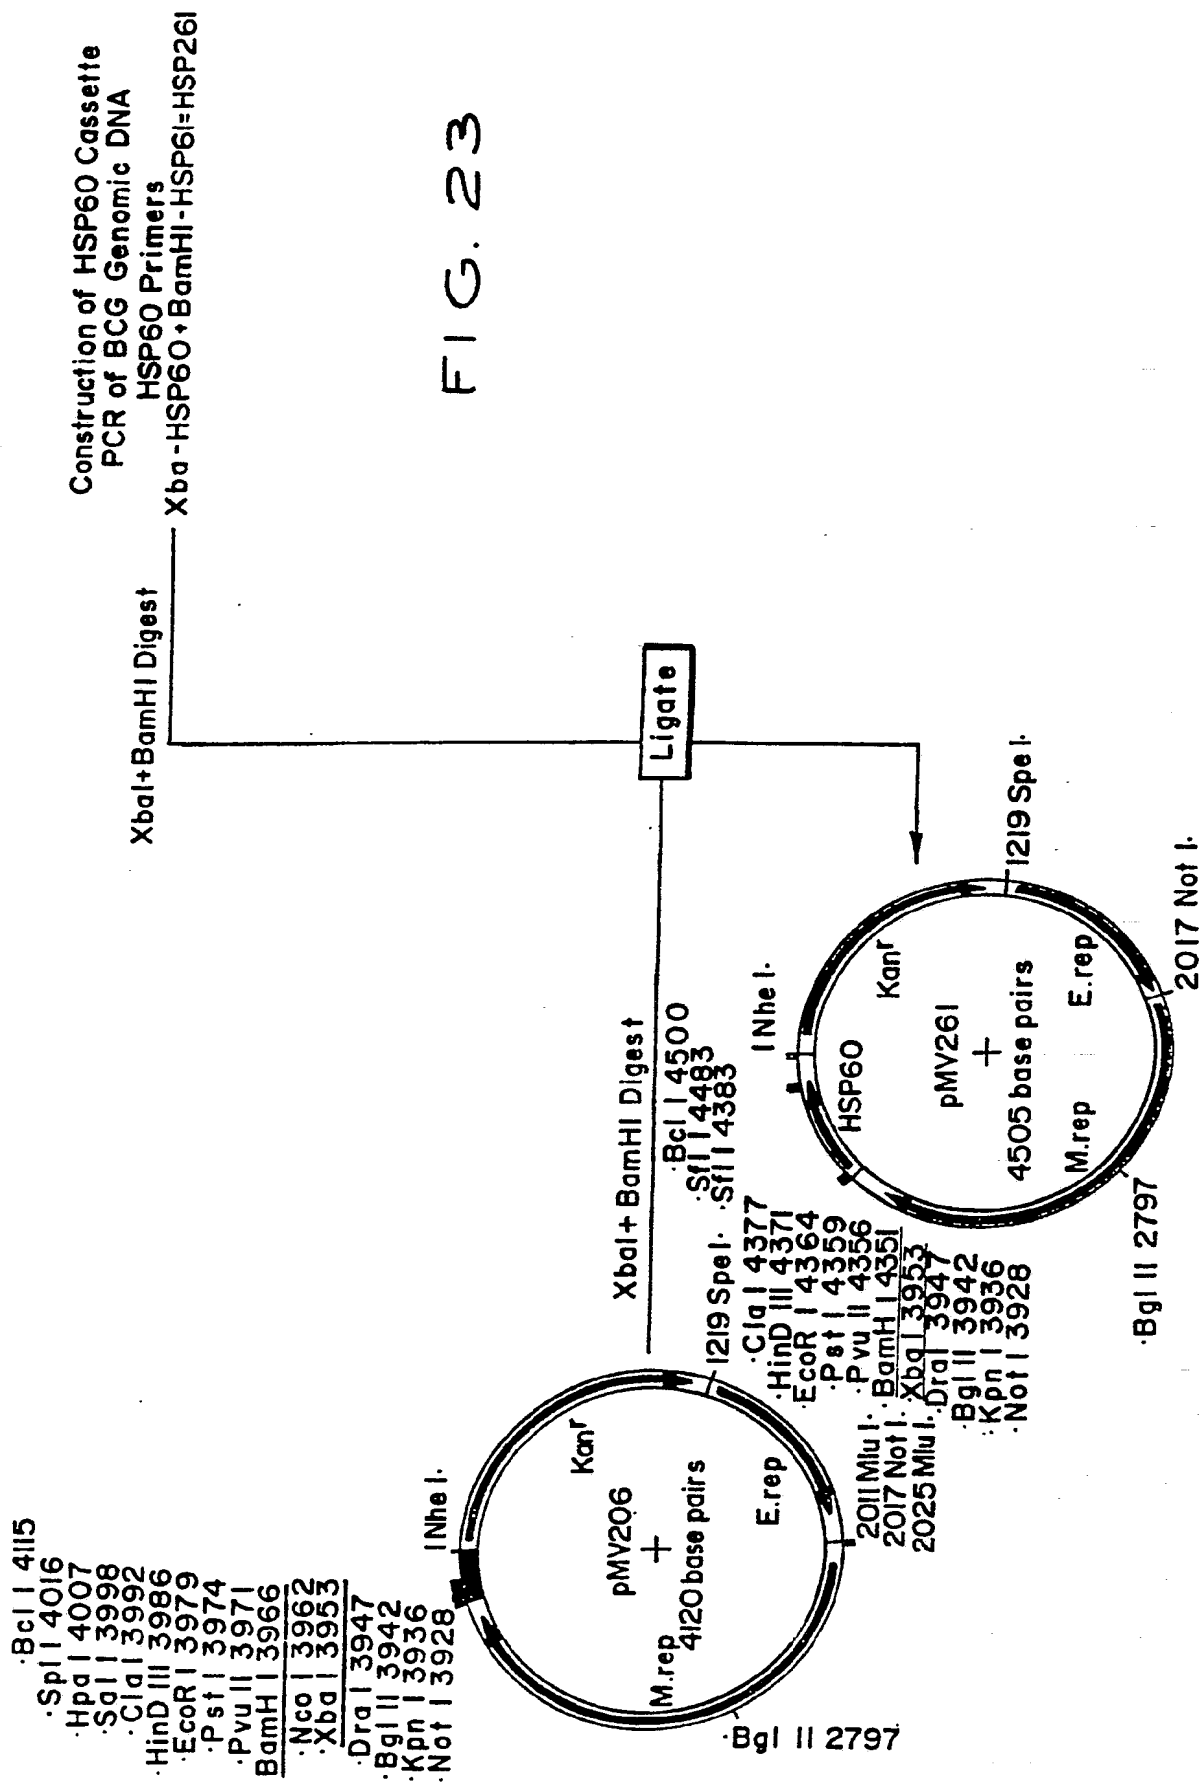 Construction of HSP60 Cassette
PCR of BCG Genomic DNA
HSP60 Primers
Xba-HSP60+BamHI-HSP61=HSP261
XbaI+BamHI Digest
FIG. 23
Ligate
XbaI+BamHI Digest
·Bcl I 4115
·Spl I 4016
·Hpa I 4007
·Sal I 3998
·Cla I 3992
·HinD III 3986
·EcoR I 3979
·Pst I 3974
·Pvu II 3971
BamH I 3966
·Nco I 3962
·Xba I 3953
·Dra I 3947
·Bgl II 3942
·Kpn I 3936
·Not I 3928
1 Nhe I·
Kanr
pMV206
+
4120 base pairs
M.rep
E.rep
1219 Spe I·
2011 Mlu I·
2017 Not I·
2025 Mlu I·
·Bgl II 2797
·Bcl I 4500
·Sfi I 4483
·Sfi I 4383
·Cla I 4377
·HinD III 4371
·EcoR I 4364
·Pst I 4359
·Pvu II 4356
·BamH I 4351
·Xba I 3953
·Dra I 3947
·Bgl II 3942
·Kpn I 3936
·Not I 3928
1 Nhe I·
HSP60
Kanr
pMV261
+
4505 base pairs
M.rep
E.rep
1219 Spe I·
2017 Not I·
·Bgl II 2797